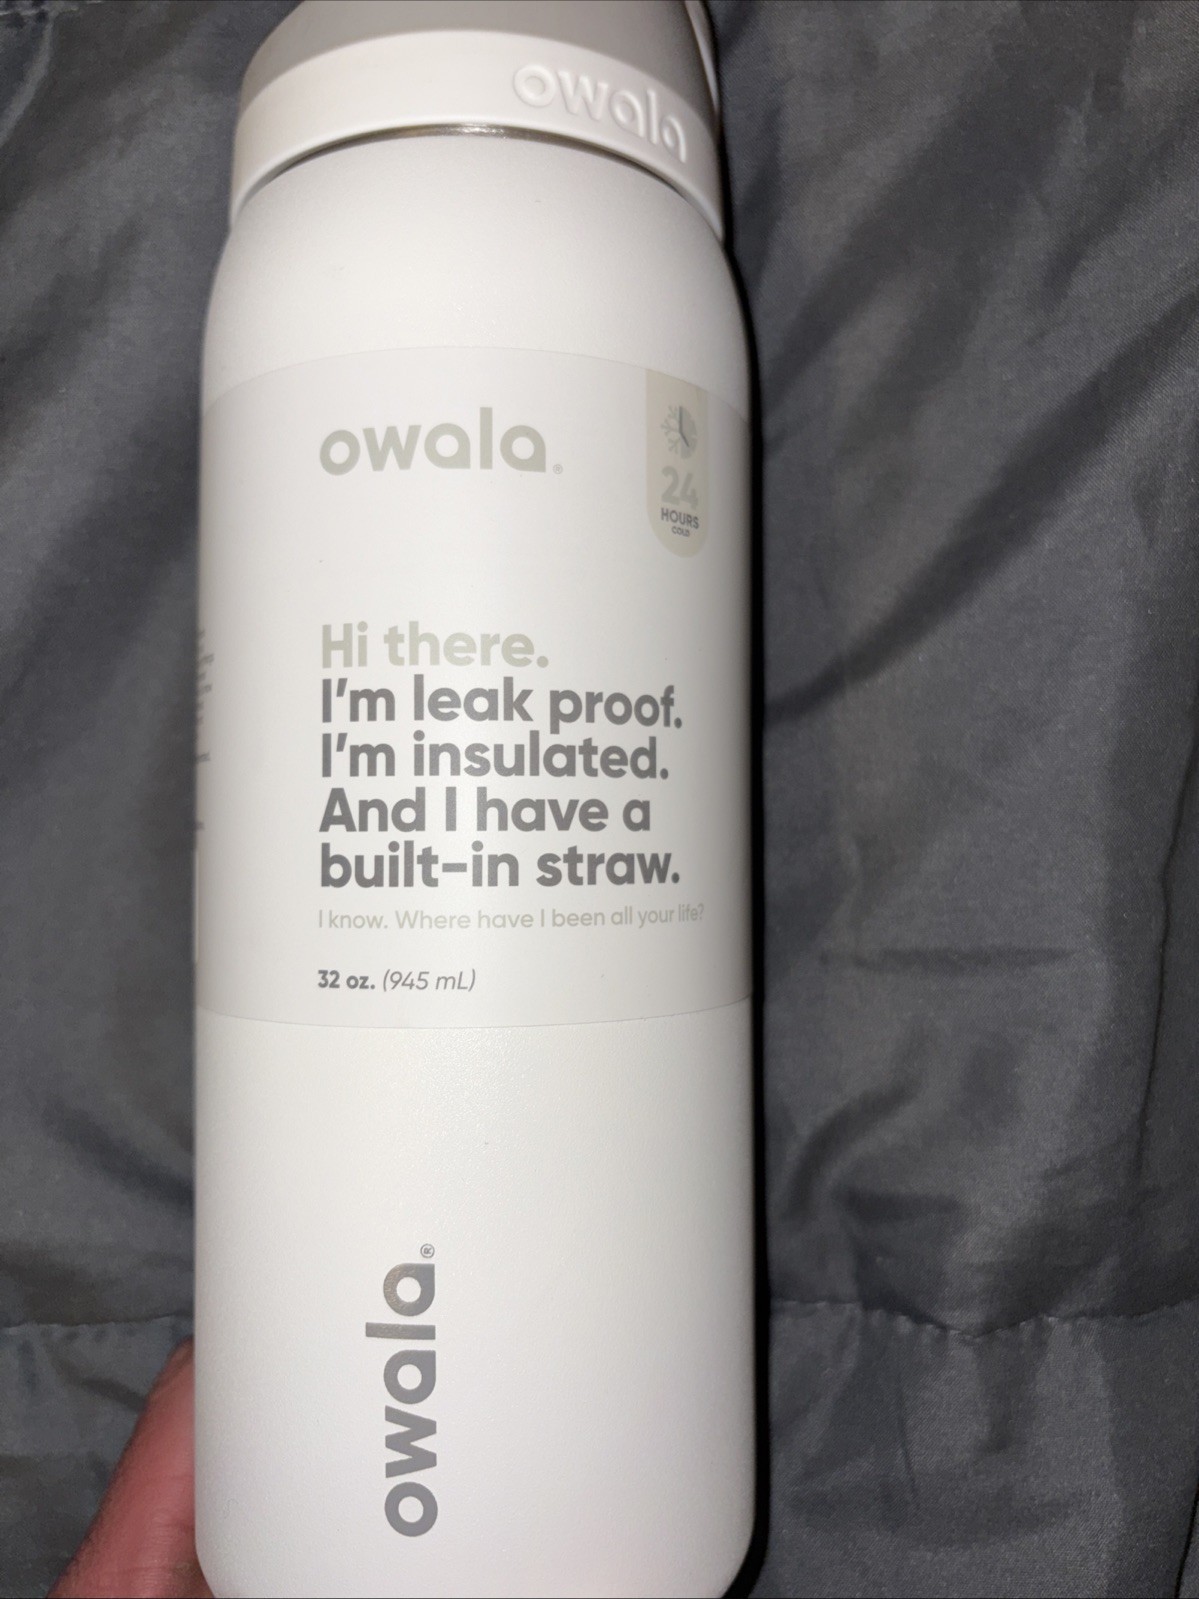 owala
owala®
24
HOURS
COLD
Hi there.
I'm leak proof.
I'm insulated.
And I have a
built-in straw.
I know. Where have I been all your life?
32 oz. (945 mL)
owala®